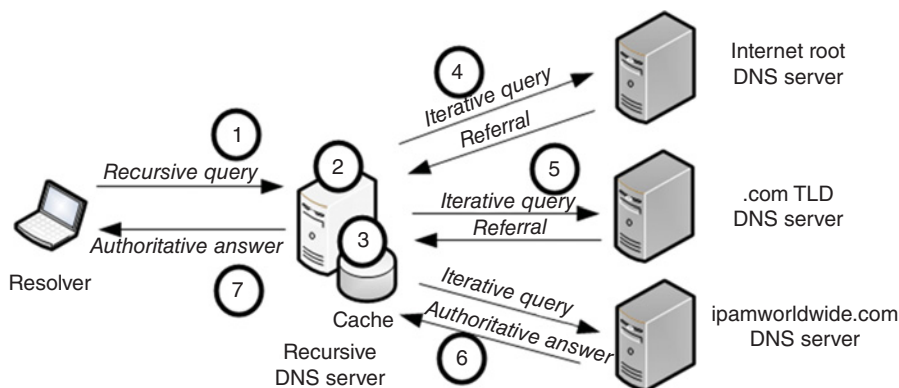 1
Recursive query
Authoritative answer
7
Resolver
2
3
Cache
Recursive
DNS server
4
Iterative query
Referral
Internet root
DNS server
5
Iterative query
Referral
.com TLD
DNS server
Iterative query
Authoritative answer
6
ipamworldwide.com
DNS server